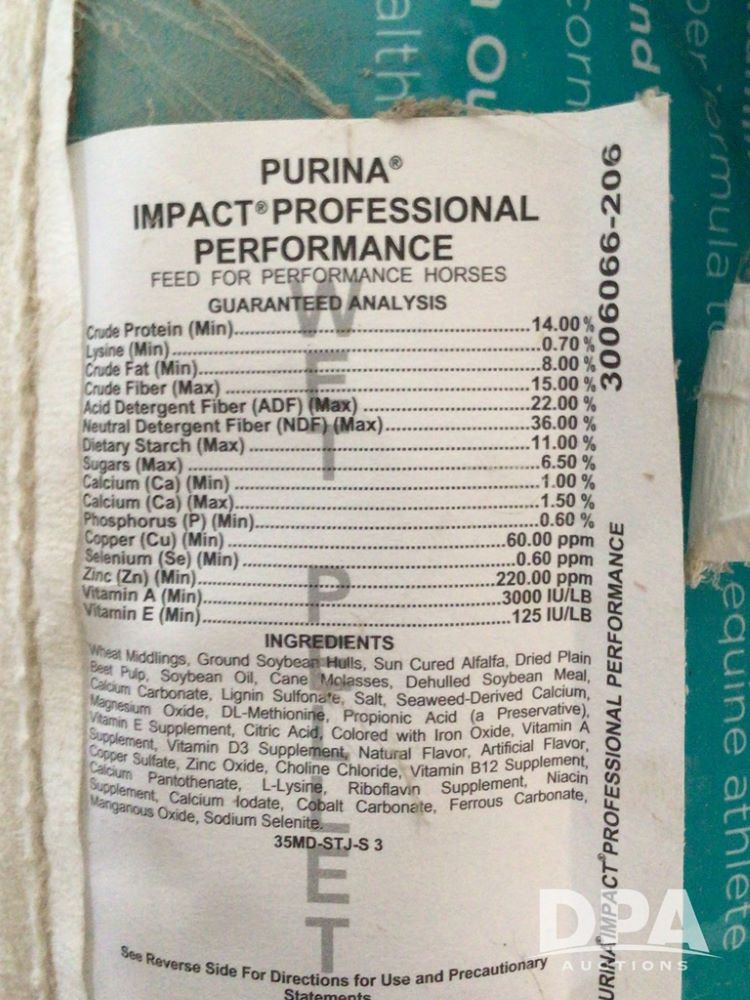 PURINA®
IMPACT® PROFESSIONAL
PERFORMANCE
FEED FOR PERFORMANCE HORSES
GUARANTEED ANALYSIS
Crude Protein (Min)..........14.00 %
Lysine (Min)..........0.70 %
Crude Fat (Min)..........8.00 %
Crude Fiber (Max)..........15.00 %
Acid Detergent Fiber (ADF) (Max)..........22.00 %
Neutral Detergent Fiber (NDF) (Max)..........36.00 %
Dietary Starch (Max)..........11.00 %
Sugars (Max)..........6.50 %
Calcium (Ca) (Min)..........1.00 %
Calcium (Ca) (Max)..........1.50 %
Phosphorus (P) (Min)..........0.60 %
Copper (Cu) (Min)..........60.00 ppm
Selenium (Se) (Min)..........0.60 ppm
Zinc (Zn) (Min)..........220.00 ppm
Vitamin A (Min)..........3000 IU/LB
Vitamin E (Min)..........125 IU/LB
INGREDIENTS
Wheat Middlings, Ground Soybean Hulls, Sun Cured Alfalfa, Dried Plain
Beet Pulp, Soybean Oil, Cane Molasses, Dehulled Soybean Meal,
Calcium Carbonate, Lignin Sulfonate, Salt, Seaweed-Derived Calcium,
Magnesium Oxide, DL-Methionine, Propionic Acid (a Preservative),
Vitamin E Supplement, Citric Acid, Colored with Iron Oxide, Vitamin A
Supplement, Vitamin D3 Supplement, Natural Flavor, Artificial Flavor,
Copper Sulfate, Zinc Oxide, Choline Chloride, Vitamin B12 Supplement,
Calcium Pantothenate, L-Lysine, Riboflavin Supplement, Niacin
Supplement, Calcium Iodate, Cobalt Carbonate, Ferrous Carbonate,
Manganous Oxide, Sodium Selenite.
35MD-STJ-S 3
See Reverse Side For Directions for Use and Precautionary
Statements
WET PELLET
3006066-206
PURINA® IMPACT® PROFESSIONAL PERFORMANCE
alth
n Ou
corn
nd
per formula t
equine athlete
DPA
AUCTIONS